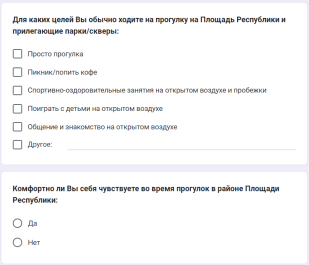 Для каких целей Вы обычно ходите на прогулку на Площадь Республики и
прилегающие парки/скверы:
Просто прогулка
Пикник/попить кофе
Спортивно-оздоровительные занятия на открытом воздухе и пробежки
Поиграть с детьми на открытом воздухе
Общение и знакомство на открытом воздухе
Другое:
Комфортно ли Вы себя чувствуете во время прогулок в районе Площади
Республики:
Да
Нет